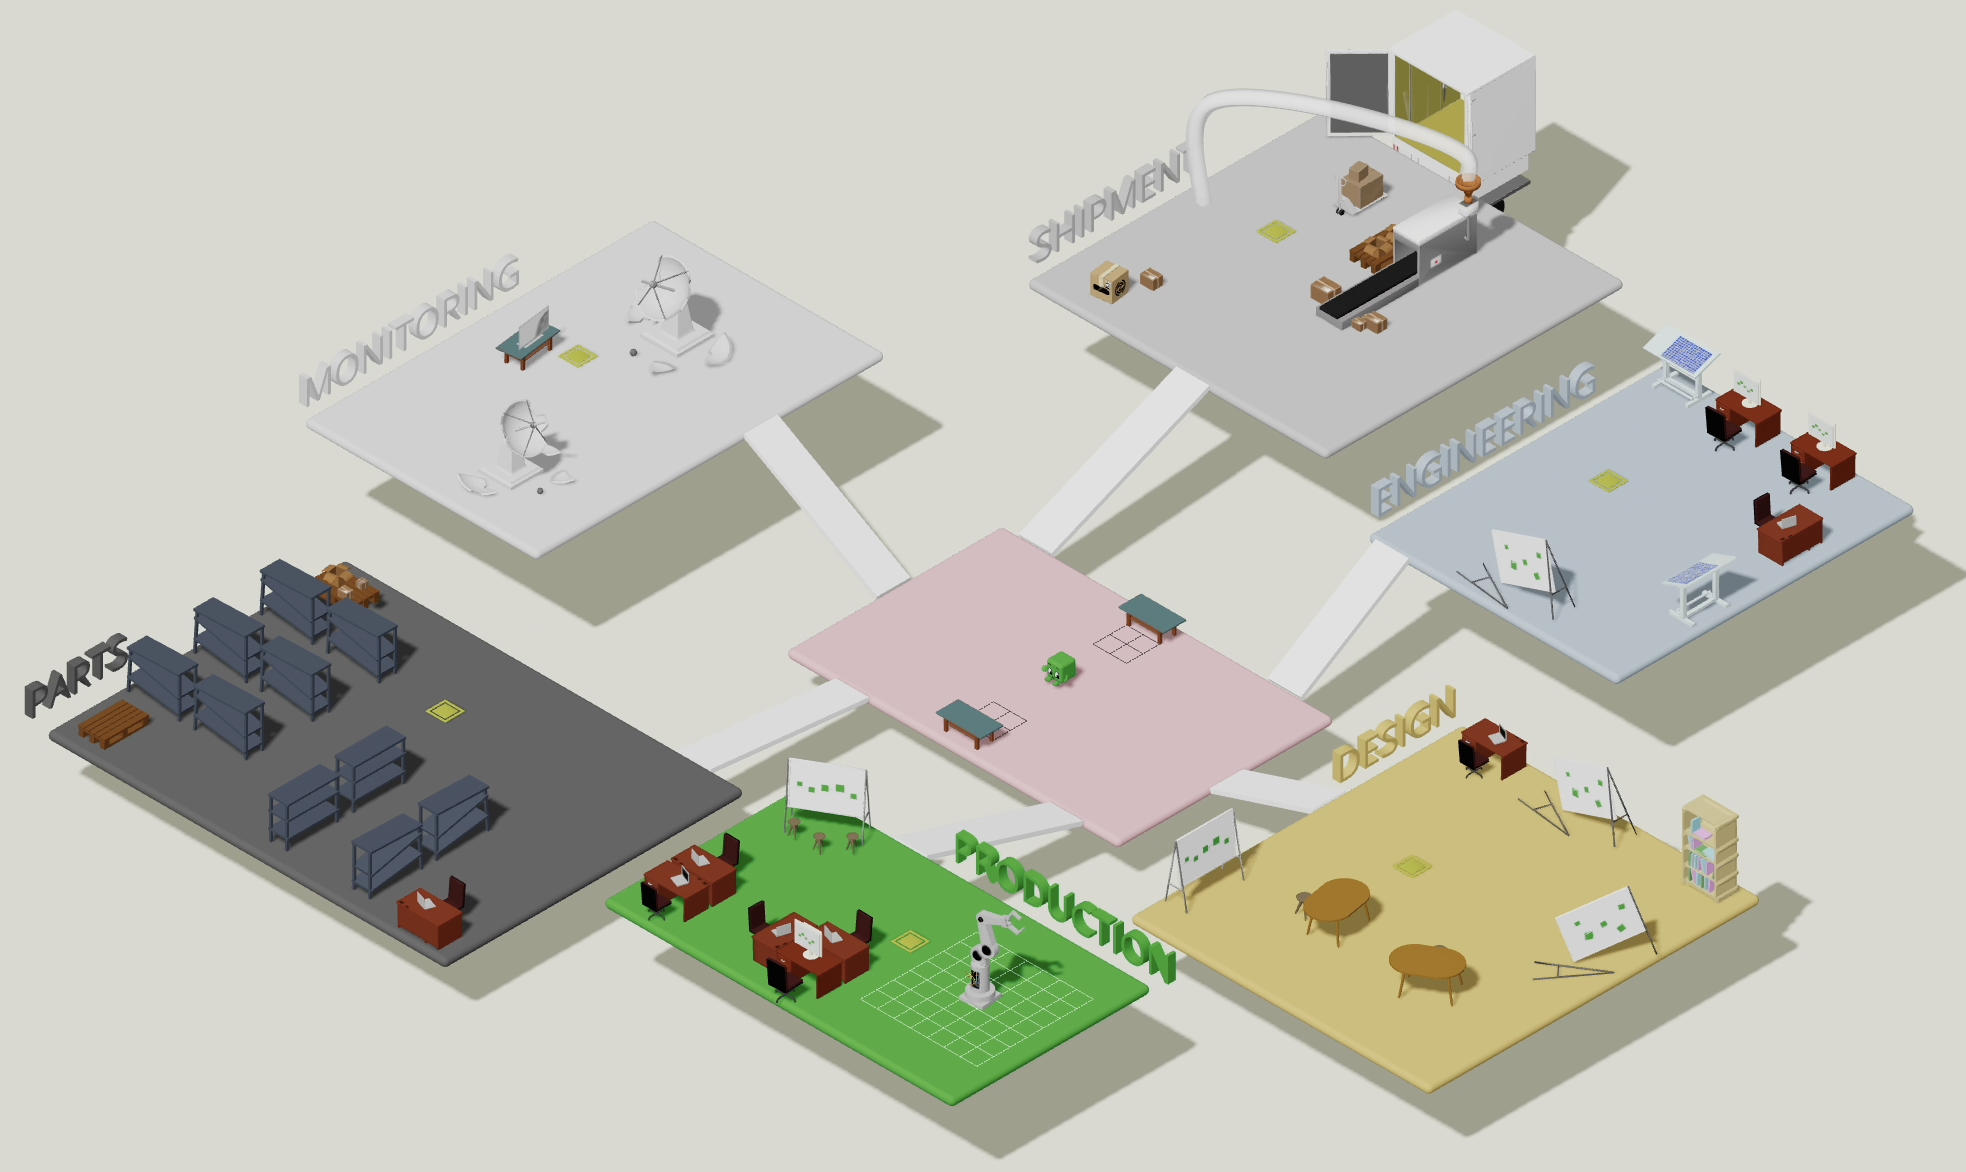 SHIPMENT
MONITORING
ENGINEERING
PARTS
DESIGN
PRODUCTION